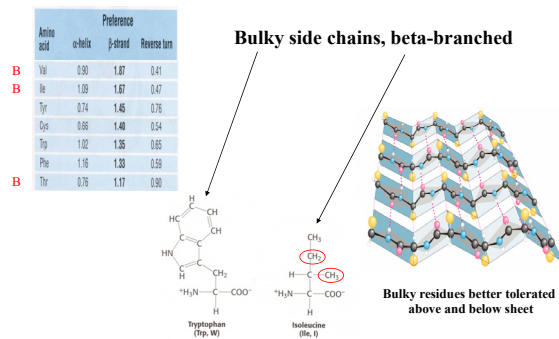 Bulky side chains, beta-branched
Preference
Amino acid α-helix β-strand Reverse turn
B Val 0.90 1.87 0.41
B Ile 1.09 1.67 0.47
Tyr 0.74 1.45 0.76
Cys 0.66 1.40 0.54
Trp 1.02 1.35 0.65
Phe 1.16 1.33 0.59
B Thr 0.76 1.17 0.90
H
H C H
C C
C C
HN C H
C C CH₂
H
⁺H₃N—C—COO⁻
H
Tryptophan
(Trp, W)
CH₃
CH₂
H—C—CH₃
⁺H₃N—C—COO⁻
H
Isoleucine
(Ile, I)
Bulky residues better tolerated
above and below sheet